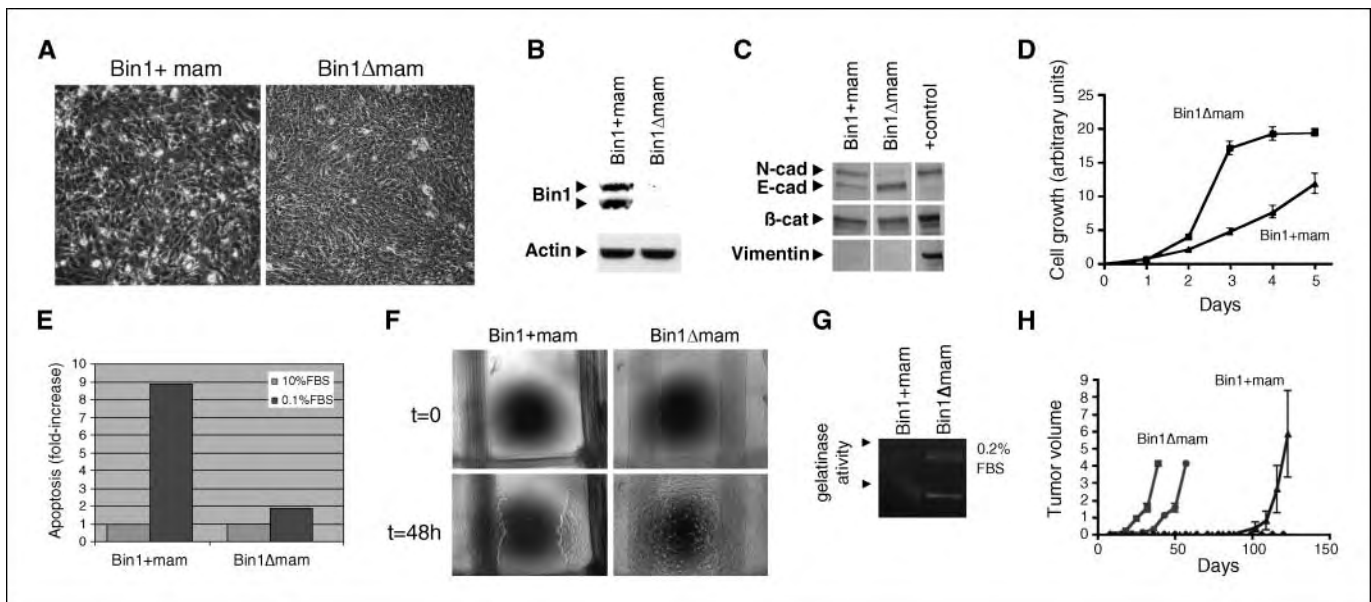 A
Bin1+ mam
Bin1Δmam
B
Bin1+mam
Bin1Δmam
Bin1
Actin
C
Bin1+mam
Bin1Δmam
+control
N-cad
E-cad
ß-cat
Vimentin
D
Cell growth (arbitrary units)
25
20
15
10
5
0
Bin1Δmam
Bin1+mam
0 1 2 3 4 5
Days
E
Apoptosis (fold-increase)
10
9
8
7
6
5
4
3
2
1
0
10%FBS
0.1%FBS
Bin1+mam
Bin1Δmam
F
Bin1+mam
Bin1Δmam
t=0
t=48h
G
Bin1+mam
Bin1Δmam
gelatinase
ativity
0.2%
FBS
H
Tumor volume
9
8
7
6
5
4
3
2
1
0
Bin1Δmam
Bin1+mam
0 50 100 150
Days